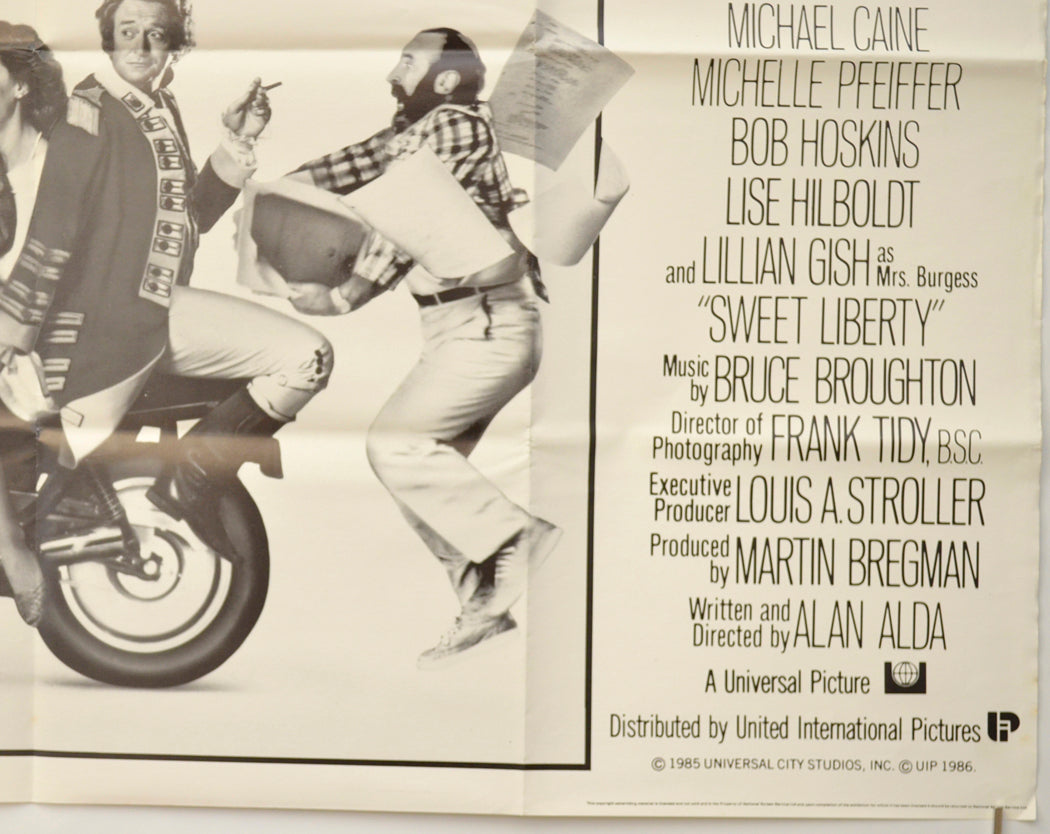 MICHAEL CAINE
MICHELLE PFEIFFER
BOB HOSKINS
LISE HILBOLDT
and LILLIAN GISH as Mrs. Burgess
"SWEET LIBERTY"
Music by BRUCE BROUGHTON
Director of Photography FRANK TIDY, B.S.C.
Executive Producer LOUIS A. STROLLER
Produced by MARTIN BREGMAN
Written and Directed by ALAN ALDA
A Universal Picture
Distributed by United International Pictures
© 1985 UNIVERSAL CITY STUDIOS, INC. © UIP 1986.